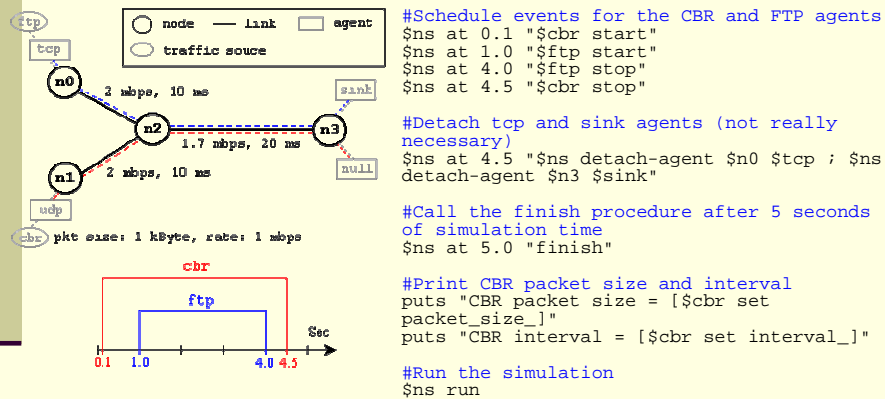 ftp
node
link
agent
traffic souce
tcp
n0
2 mbps, 10 ms
sink
n2
n3
1.7 mbps, 20 ms
n1
2 mbps, 10 ms
null
udp
cbr
pkt size: 1 kByte, rate: 1 mbps
cbr
ftp
Sec
0.1
1.0
4.0
4.5
#Schedule events for the CBR and FTP agents
$ns at 0.1 "$cbr start"
$ns at 1.0 "$ftp start"
$ns at 4.0 "$ftp stop"
$ns at 4.5 "$cbr stop"
#Detach tcp and sink agents (not really
necessary)
$ns at 4.5 "$ns detach-agent $n0 $tcp ; $ns
detach-agent $n3 $sink"
#Call the finish procedure after 5 seconds
of simulation time
$ns at 5.0 "finish"
#Print CBR packet size and interval
puts "CBR packet size = [$cbr set
packet_size_]"
puts "CBR interval = [$cbr set interval_]"
#Run the simulation
$ns run